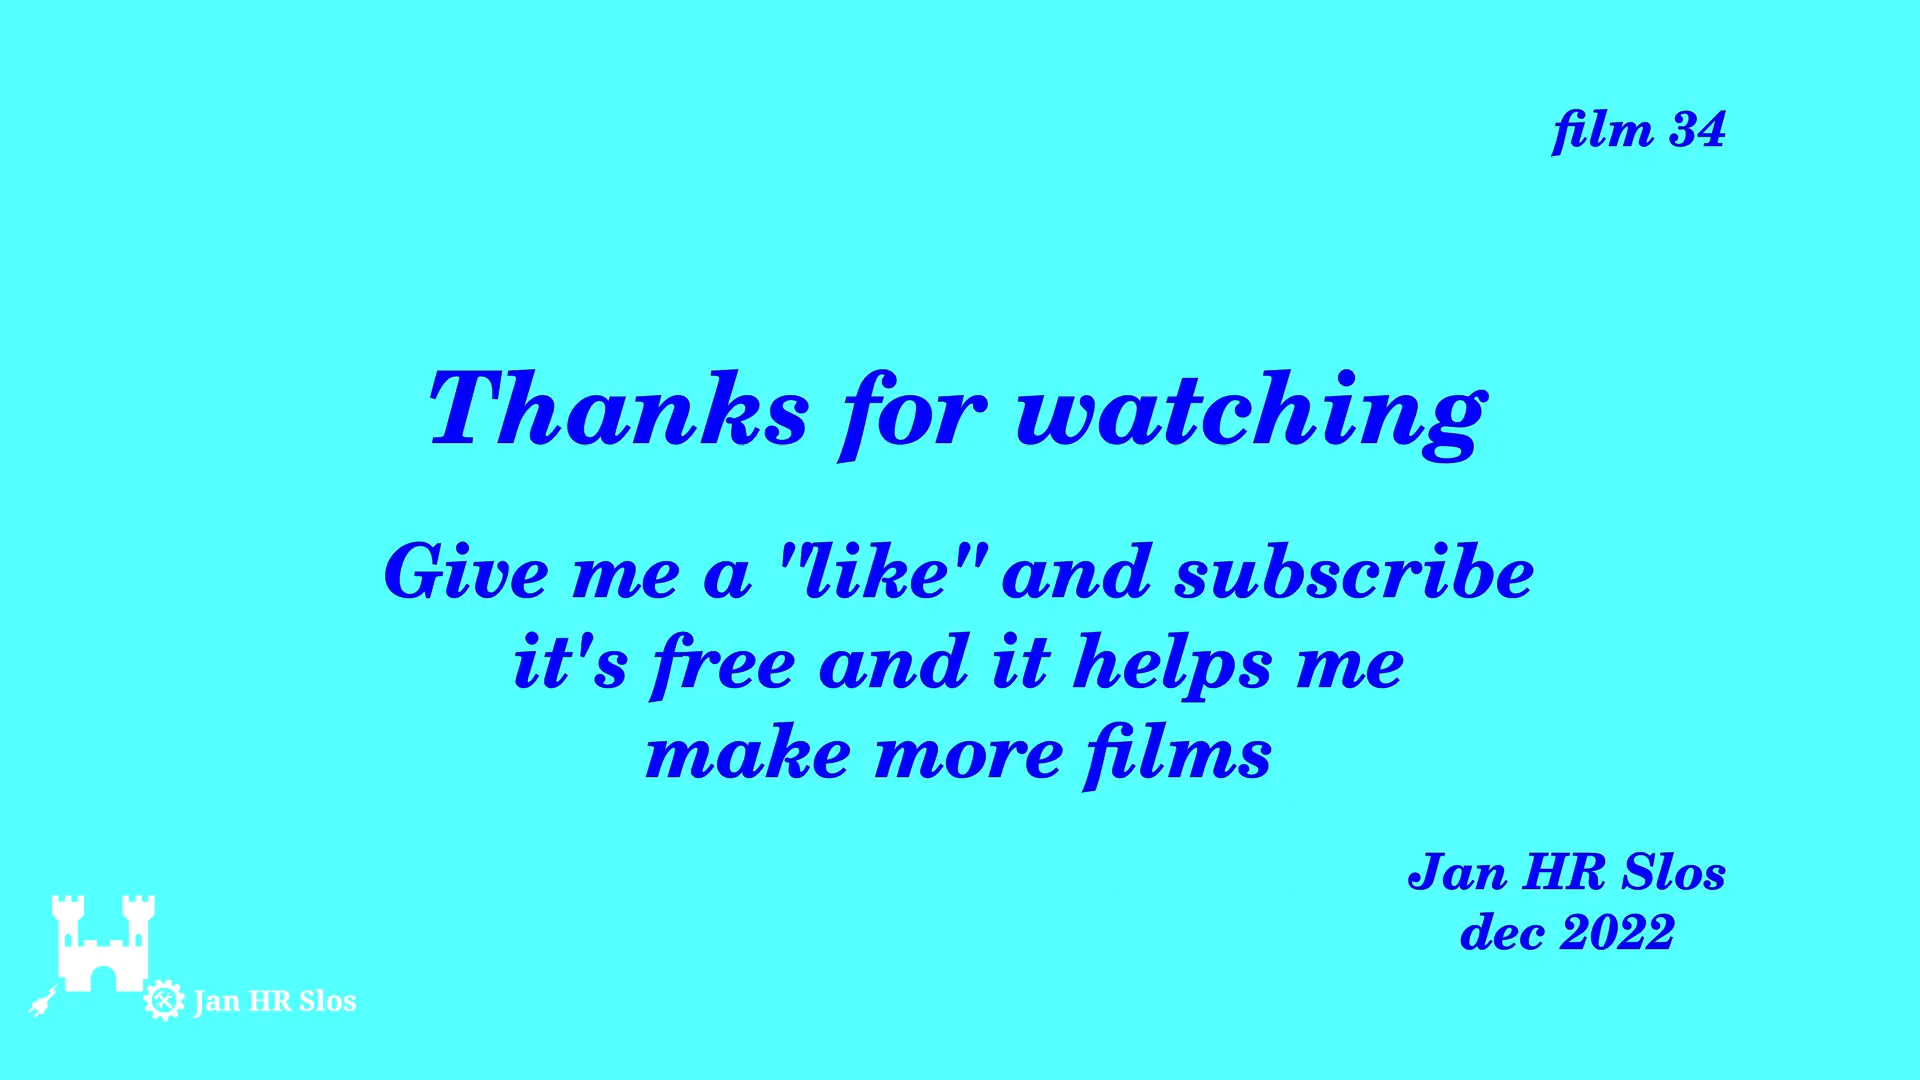 film 34
Thanks for watching
Give me a "like" and subscribe
it's free and it helps me
make more films
Jan HR Slos
dec 2022
Jan HR Slos